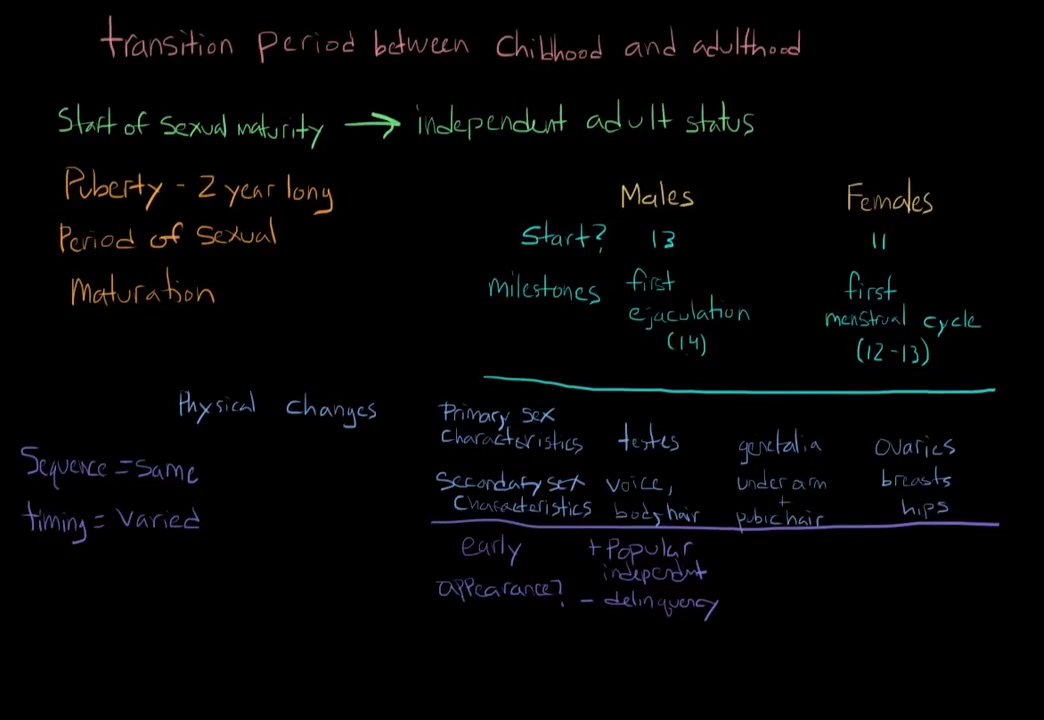 transition period between childhood and adulthood
Start of sexual maturity → independent adult status
Puberty - 2 year long
Period of sexual
Maturation
Males Females
Start? 13 11
milestones first first
ejaculation menstrual cycle
(14) (12-13)
Physical changes
Primary sex
characteristics testes genetalia ovaries
Secondary sex voice, under arm breasts
Characteristics body hair + pubic hair hips
Sequence = same
timing = varied
early + Popular
independent
appearance? - delinquency